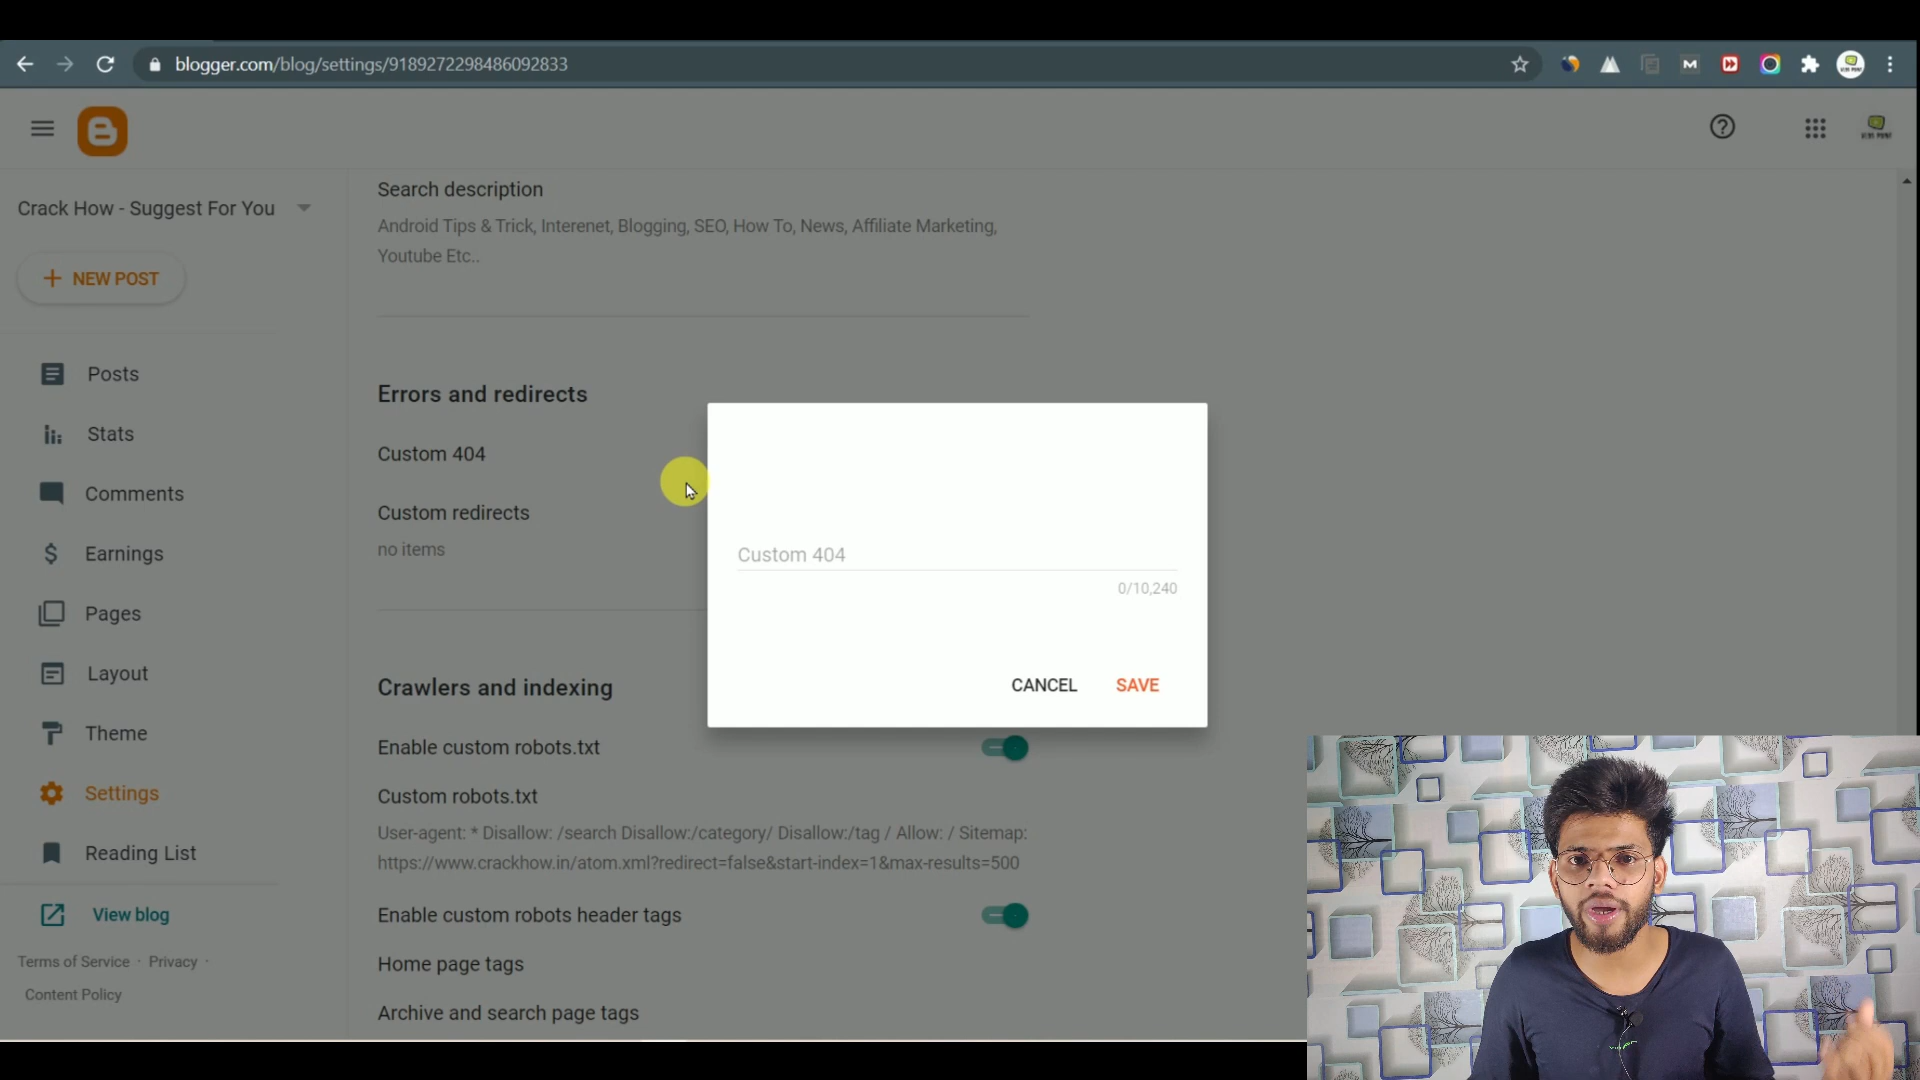 blogger.com/blog/settings/9189272298486092833
Crack How - Suggest For You
NEW POST
Posts
Stats
Comments
Earnings
Pages
Layout
Theme
Settings
Reading List
View blog
Terms of Service · Privacy ·
Content Policy
Search description
Android Tips & Trick, Interenet, Blogging, SEO, How To, News, Affiliate Marketing,
Youtube Etc..
Errors and redirects
Custom 404
Custom redirects
no items
Custom 404
0/10,240
CANCEL SAVE
Crawlers and indexing
Enable custom robots.txt
Custom robots.txt
User-agent: * Disallow: /search Disallow:/category/ Disallow:/tag / Allow: / Sitemap:
https://www.crackhow.in/atom.xml?redirect=false&start-index=1&max-results=500
Enable custom robots header tags
Home page tags
Archive and search page tags